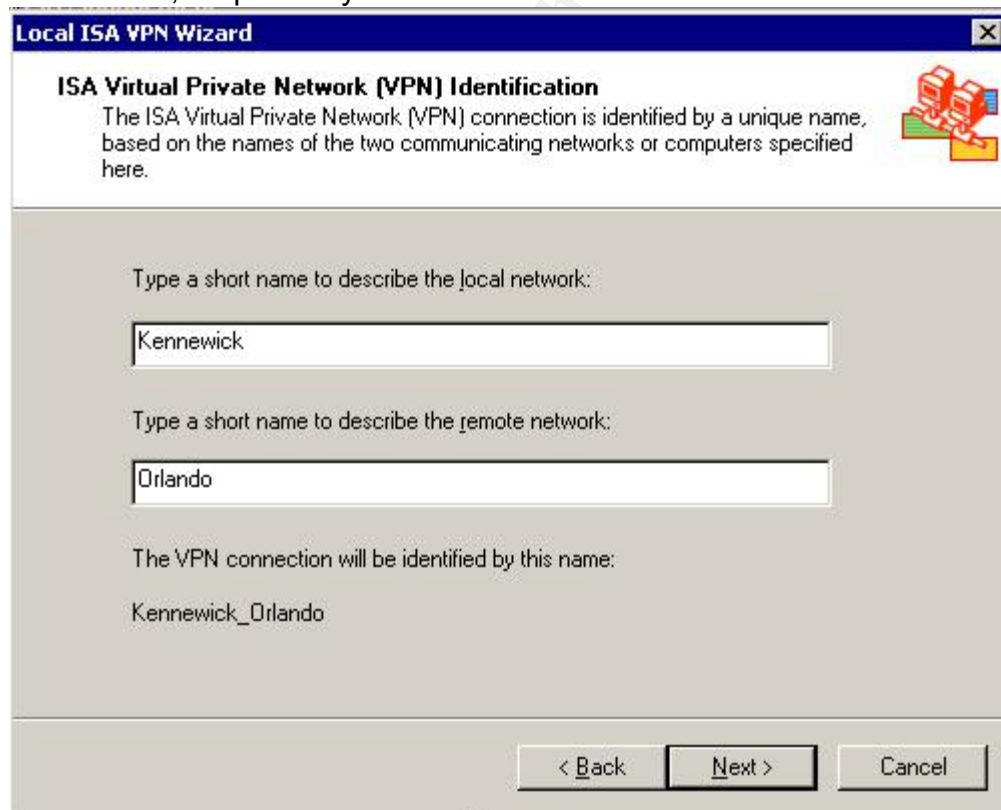 Local ISA VPN Wizard
ISA Virtual Private Network (VPN) Identification
The ISA Virtual Private Network (VPN) connection is identified by a unique name,
based on the names of the two communicating networks or computers specified
here.
Type a short name to describe the local network:
Kennewick
Type a short name to describe the remote network:
Orlando
The VPN connection will be identified by this name:
Kennewick_Orlando
< Back
Next >
Cancel